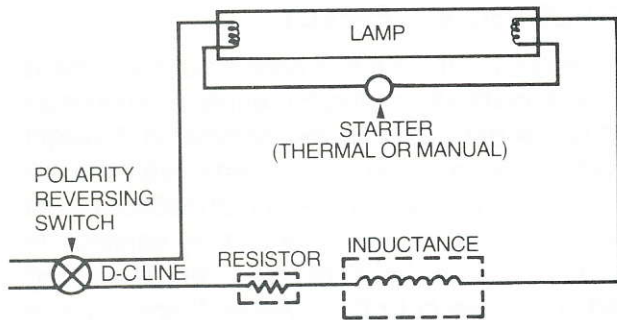 LAMP
STARTER
(THERMAL OR MANUAL)
POLARITY
REVERSING
SWITCH
D-C LINE
RESISTOR
INDUCTANCE